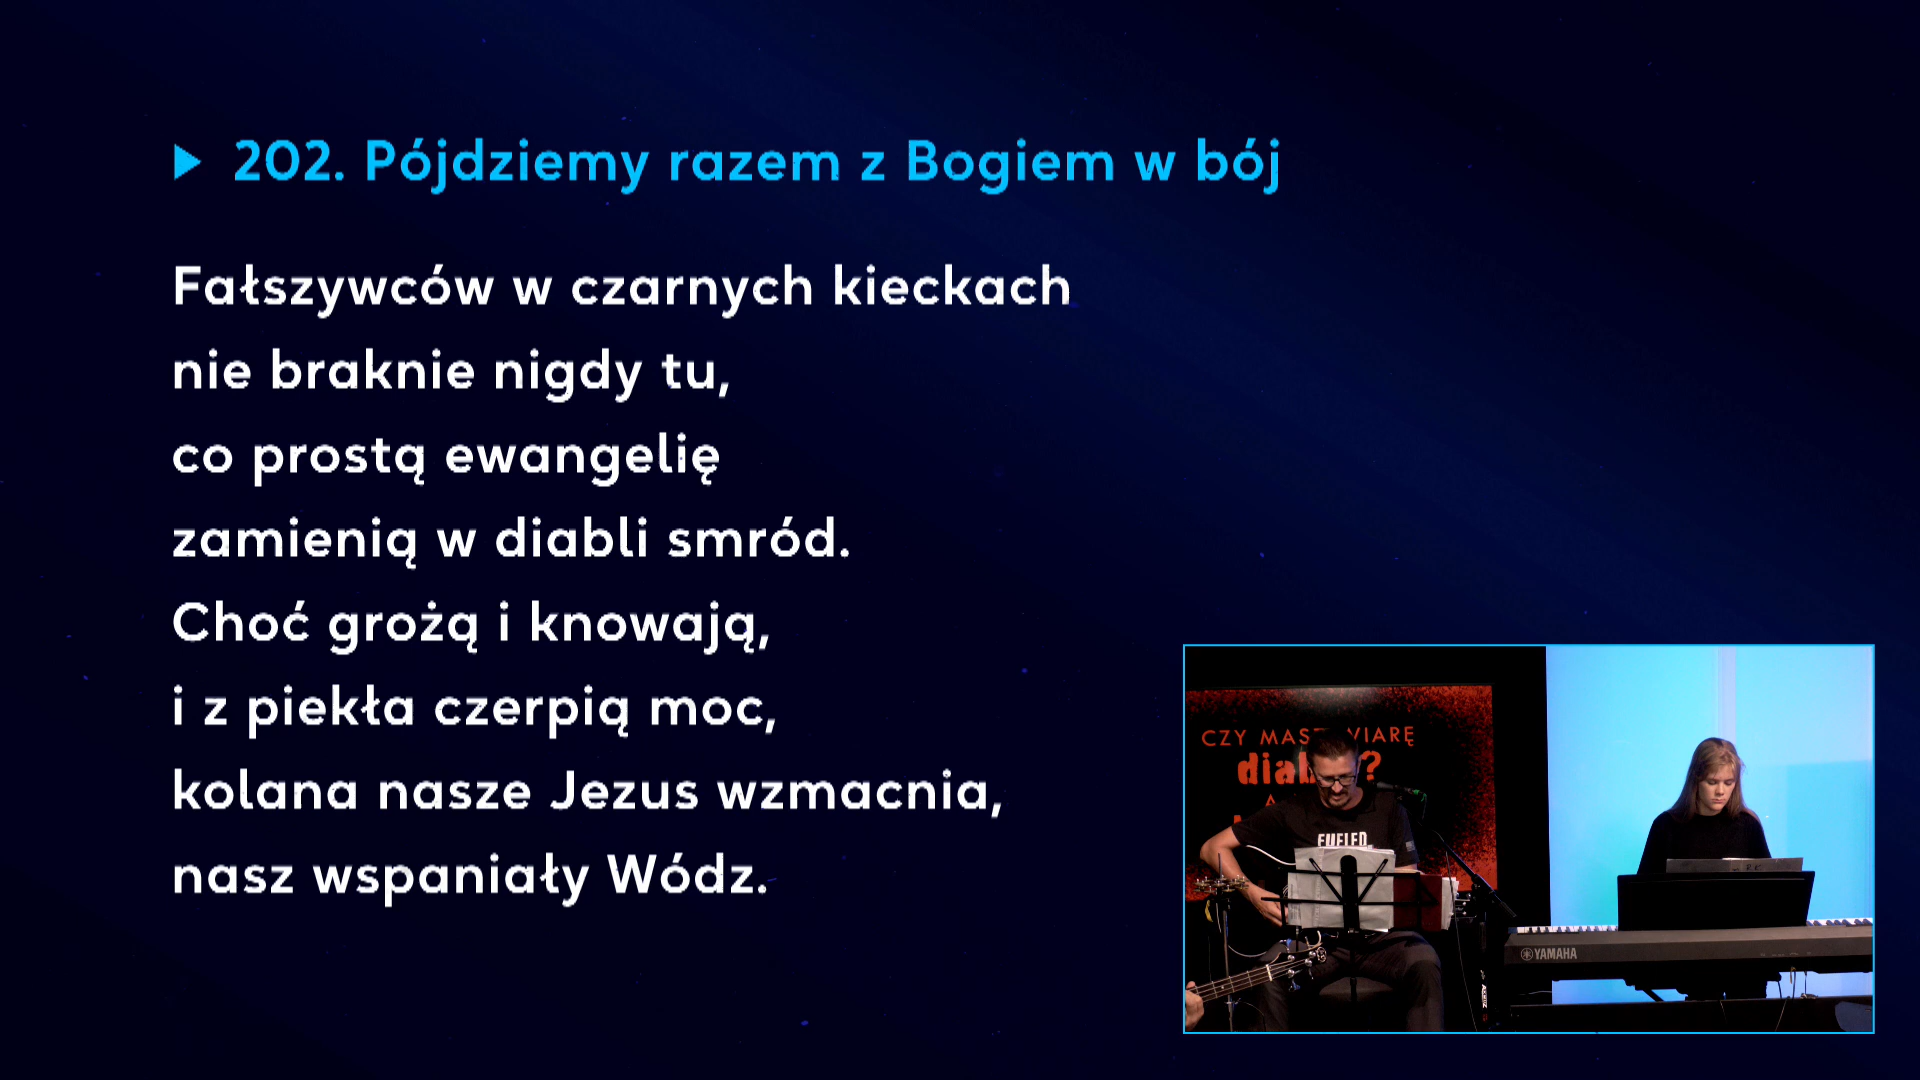 202. Pójdziemy razem z Bogiem w bój
Fałszywców w czarnych kieckach
nie braknie nigdy tu,
co prostą ewangelię
zamienią w diabli smród.
Choć grożą i knowają,
i z piekła czerpią moc,
kolana nasze Jezus wzmacnia,
nasz wspaniały Wódz.
CZY MASZ WIARĘ
?
FUELED
YAMAHA